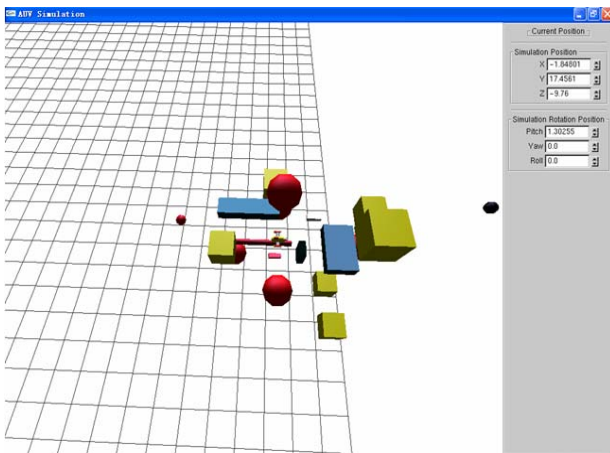 AUV Simulation
Current Position
Simulation Position
X -1.84801
Y 17.4561
Z -9.76
Simulation Rotation Position
Pitch 1.30255
Yaw 0.0
Roll 0.0